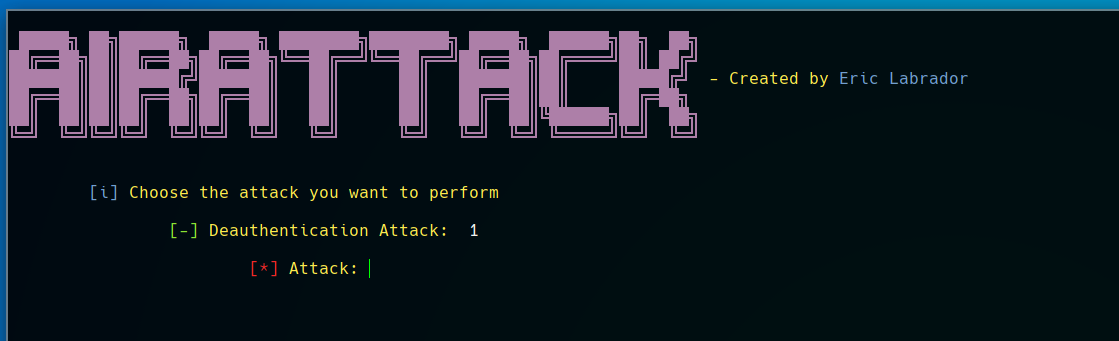 AIRATTACK - Created by Eric Labrador
[i] Choose the attack you want to perform
[-] Deauthentication Attack: 1
[*] Attack: